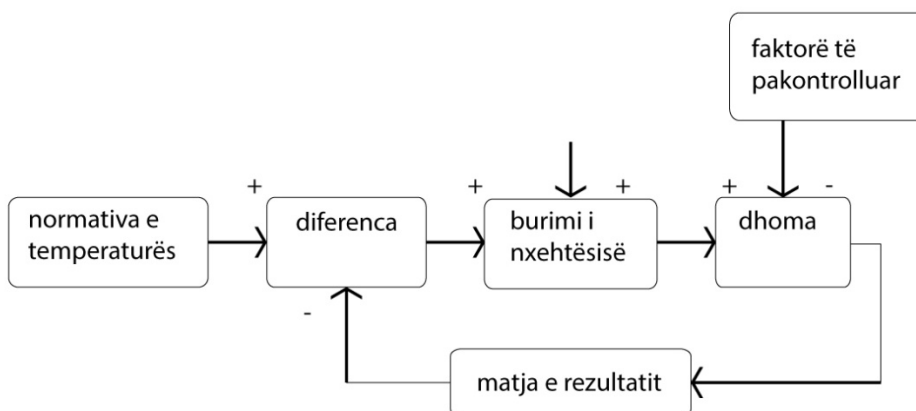 faktorë të
pakontrolluar
+
+
+
+
-
normativa e
temperaturës
diferenca
burimi i
nxehtësisë
dhoma
-
matja e rezultatit